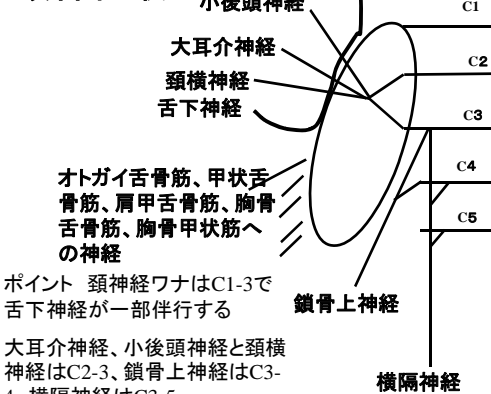 小後頭神経
C1
大耳介神経
C2
頚横神経
舌下神経
C3
オトガイ舌骨筋、甲状舌
骨筋、肩甲舌骨筋、胸骨
舌骨筋、胸骨甲状筋へ
の神経
C4
C5
ポイント 頚神経ワナはC1-3で
舌下神経が一部伴行する
鎖骨上神経
大耳介神経、小後頭神経と頚横
神経はC2-3、鎖骨上神経はC3-
横隔神経